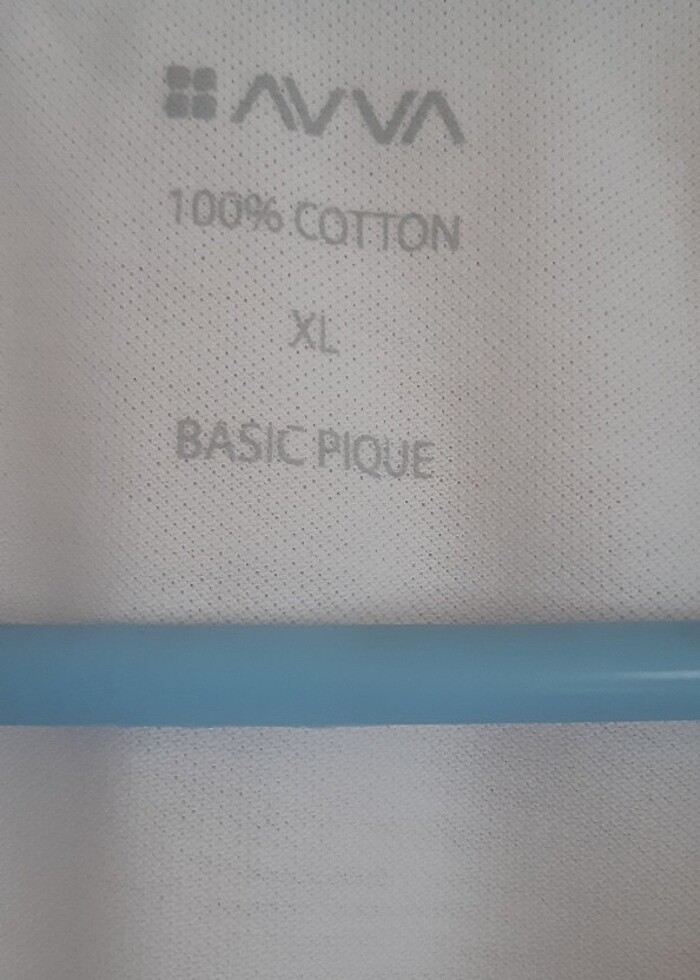 AVVA
100% COTTON
XL
BASIC PIQUE